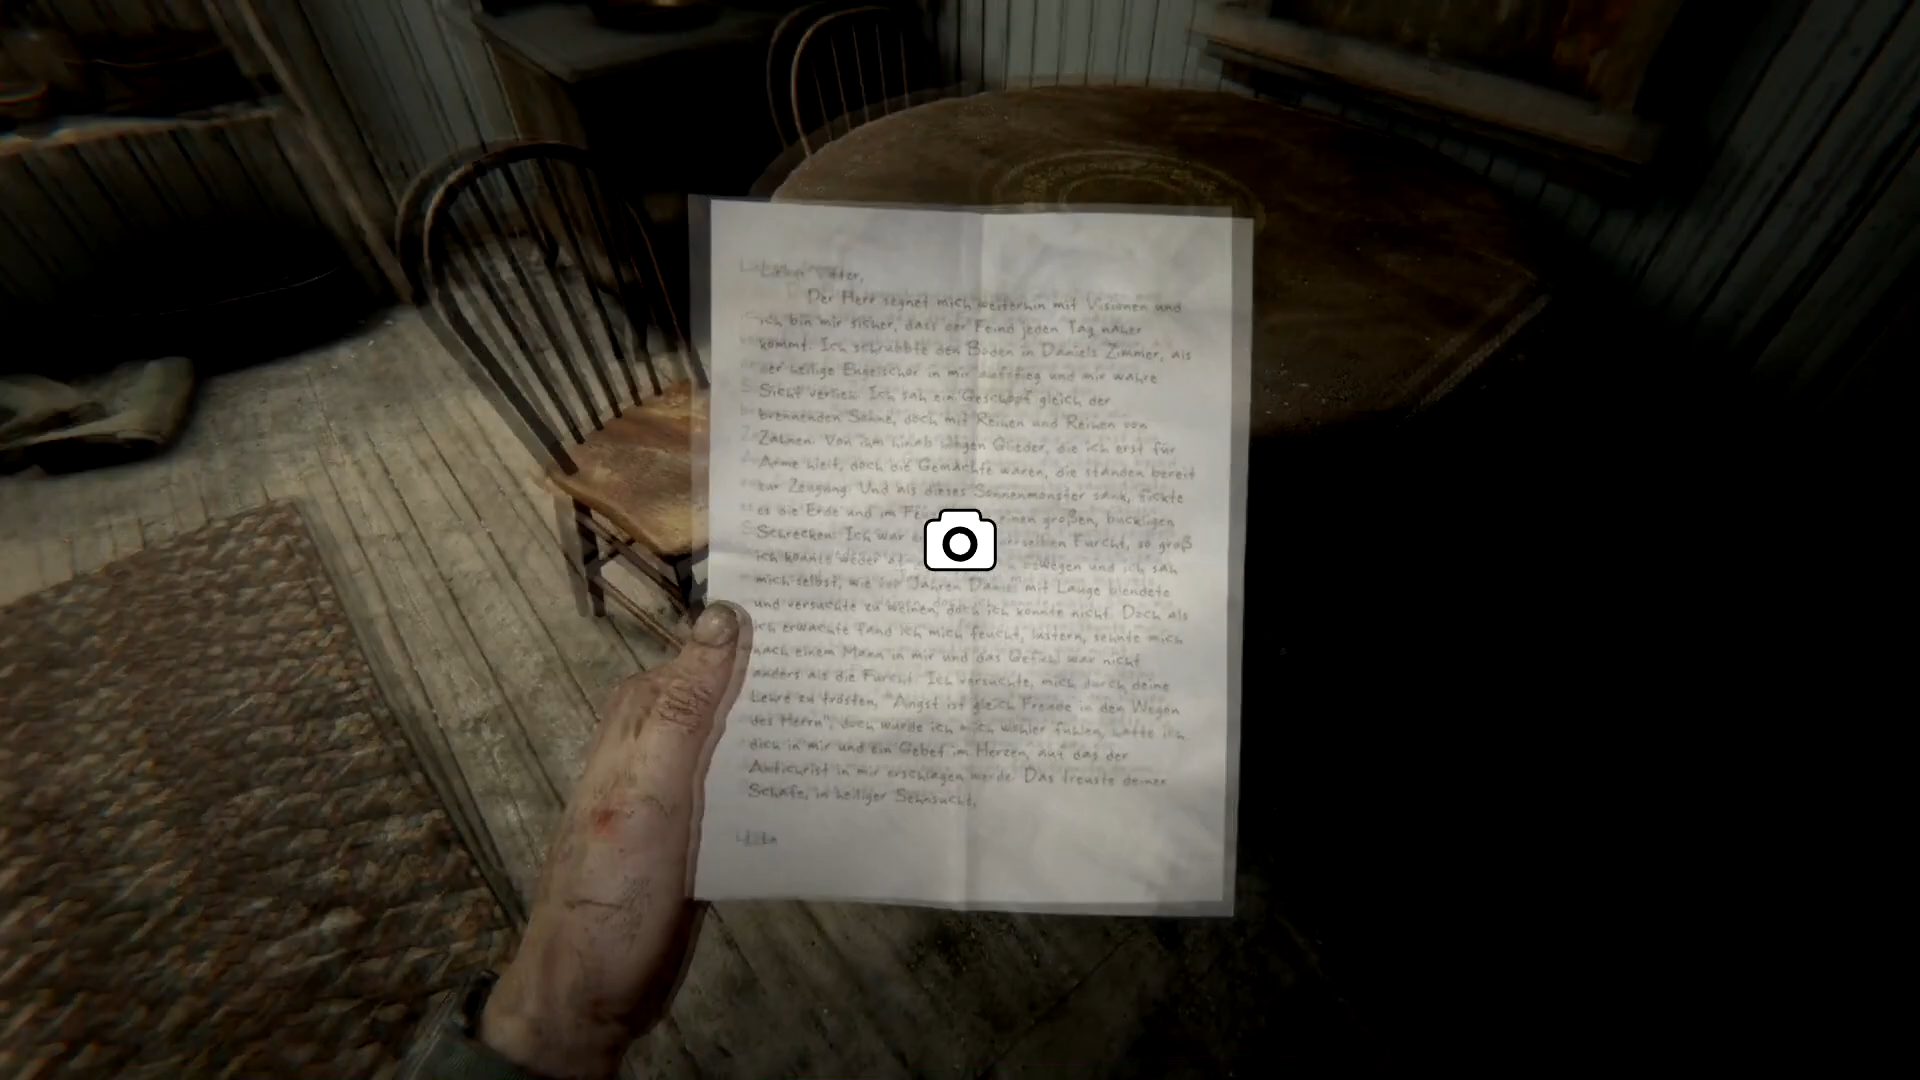 Lieber Vater,
Der Herr segnet mich weiterhin mit Visionen und
ich bin mir sicher, dass der Feind jeden Tag näher
kommt. Ich schrubbte den Boden in Daniels Zimmer, als
der heilige Engelschor in mir aufstieg und mir wahre
Sicht verlieh. Ich sah ein Geschöpf gleich der
brennenden Sonne, doch mit Reihen und Reihen von
Zähnen. Von ihm hinab hingen Glieder, die ich erst für
Arme hielt, doch die Gemächte waren, die standen bereit
zur Zeugung. Und als dieses Sonnenmonster sank, fickte
es die Erde und im einen großen, buckligen
Schrecken. Ich war derselben Furcht, so groß
ich konnte weder bewegen und ich sah
mich selbst, wie vor Jahren Daniel mit Lauge blendete
und versuchte zu weinen, doch ich konnte nicht. Doch als
ich erwachte fand ich mich feucht, lüstern, sehnte mich
nach einem Mann in mir und das Gefühl war nicht
anders als die Furcht. Ich versuchte, mich durch deine
Lehre zu trösten, "Angst ist gleich Freude in den Wegen
des Herrn", doch würde ich mich wohler fühlen, hätte ich
dich in mir und ein Gebet im Herzen, auf das der
Antichrist in mir erschlagen werde. Das treuste deiner
Schafe, in heiliger Sehnsucht,